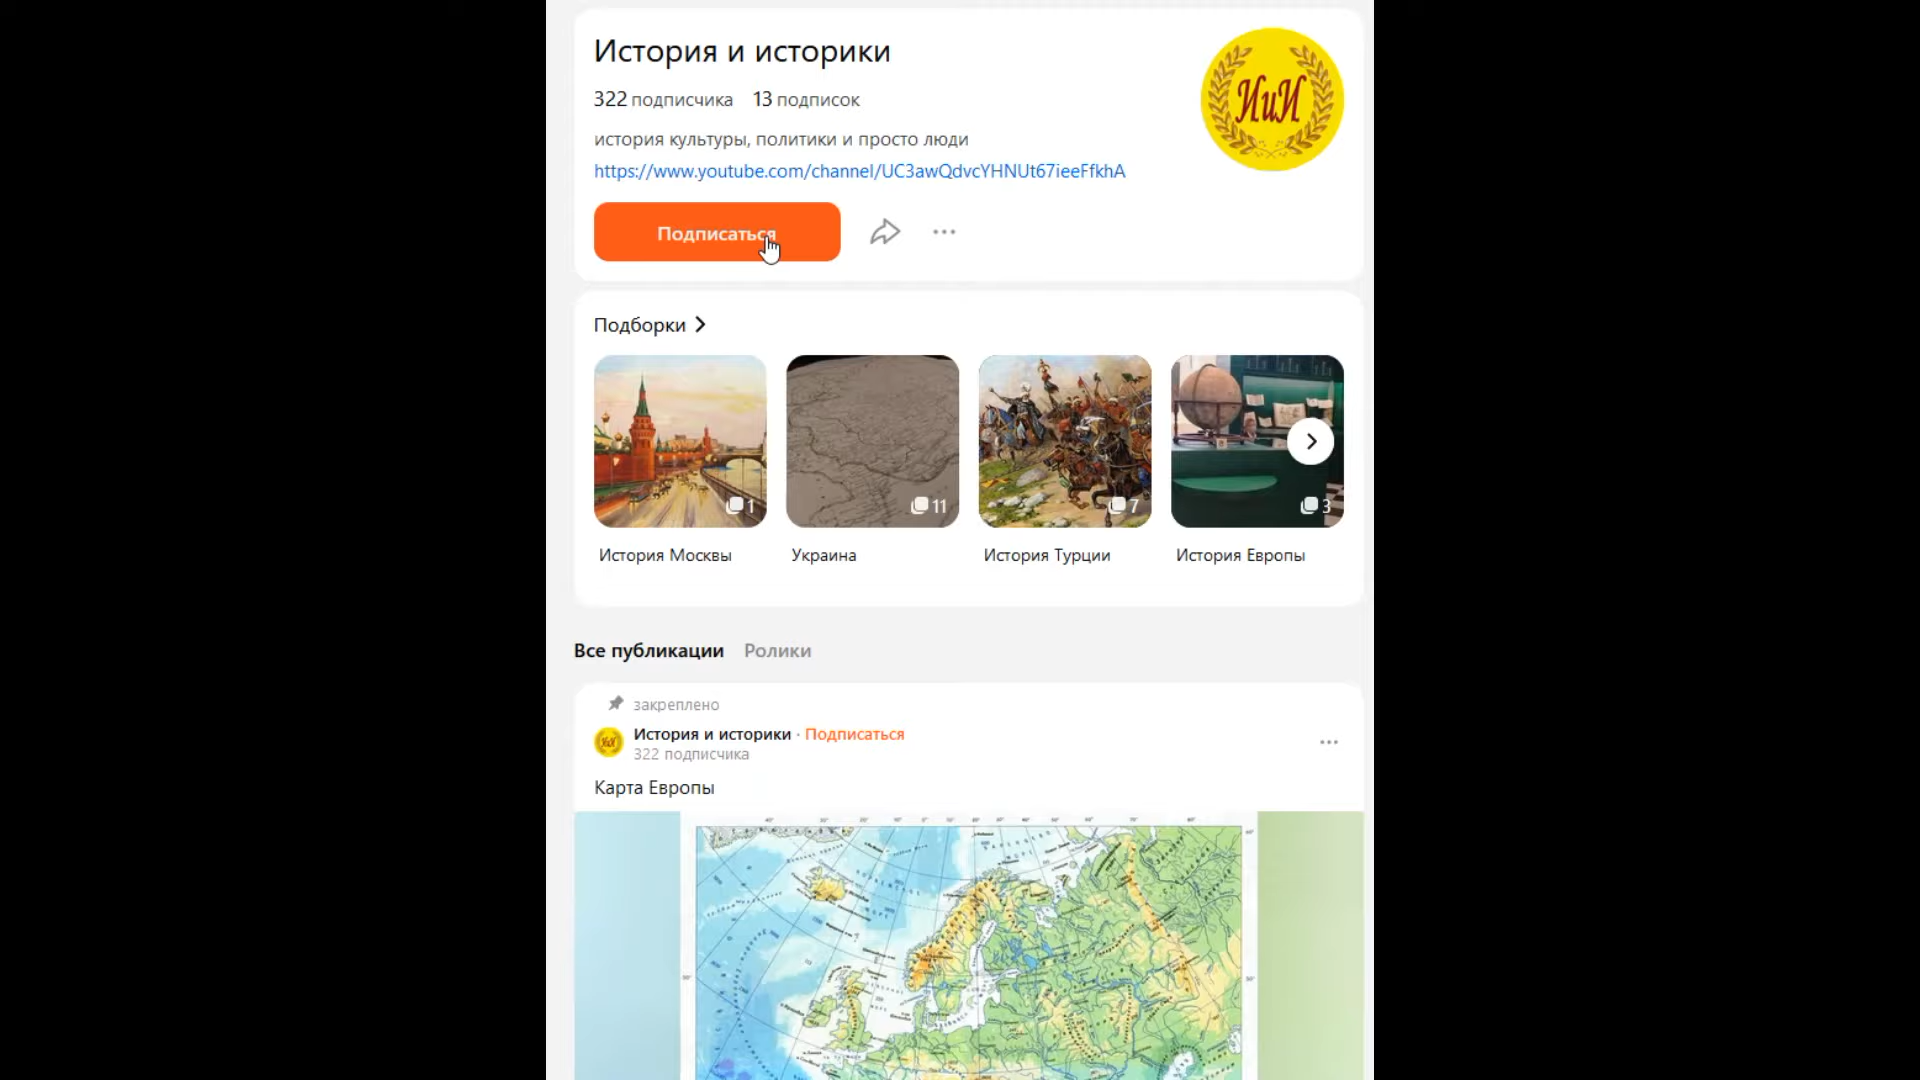 История и историки
322 подписчика 13 подписок
история культуры, политики и просто люди
https://www.youtube.com/channel/UC3awQdvcYHNUt67ieeFfkhA
ИиИ
Подписаться
Подборки
1
11
7
3
История Москвы
Украина
История Турции
История Европы
Все публикации Ролики
закреплено
История и историки · Подписаться
322 подписчика
Карта Европы